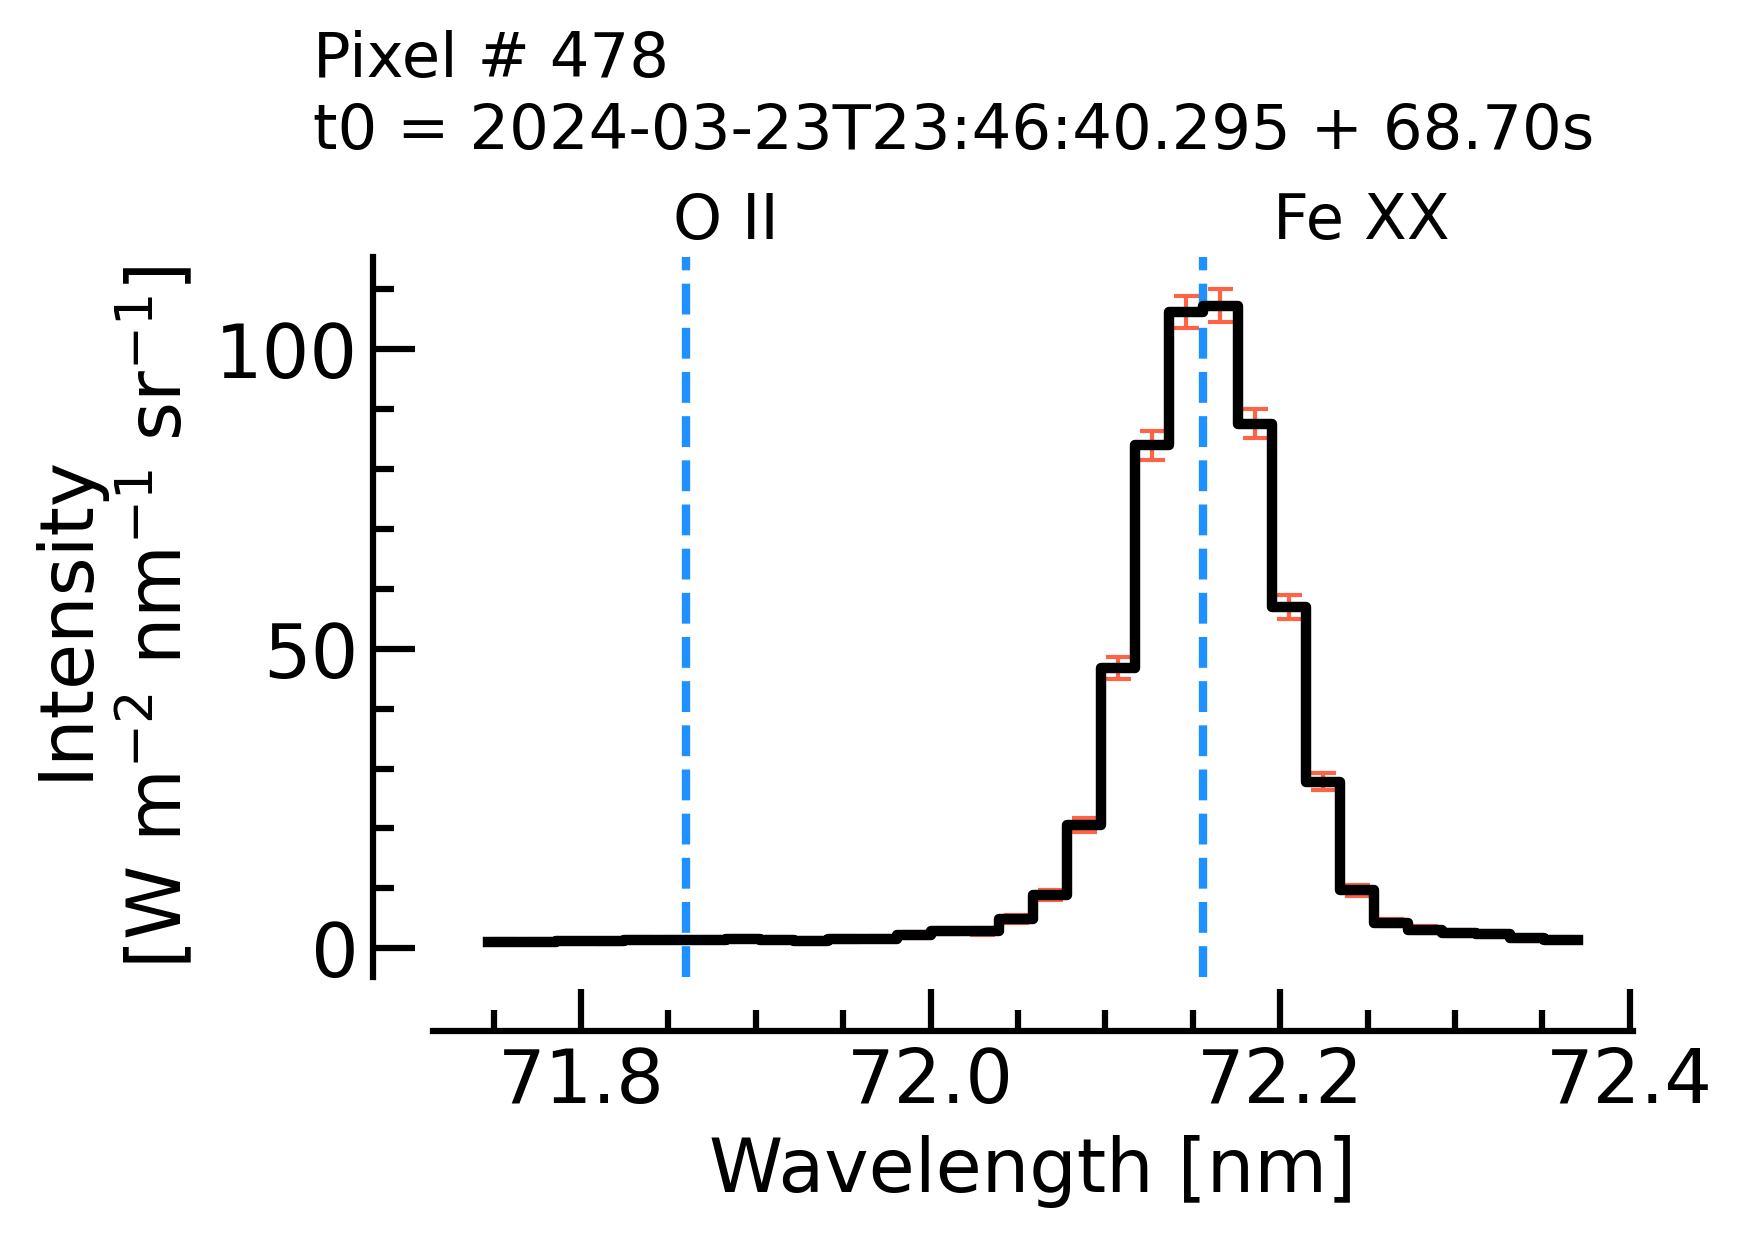 Pixel # 478
t0 = 2024-03-23T23:46:40.295 + 68.70s
O II
Fe XX
Intensity
[W m⁻² nm⁻¹ sr⁻¹]
100
50
0
71.8 72.0 72.2 72.4
Wavelength [nm]